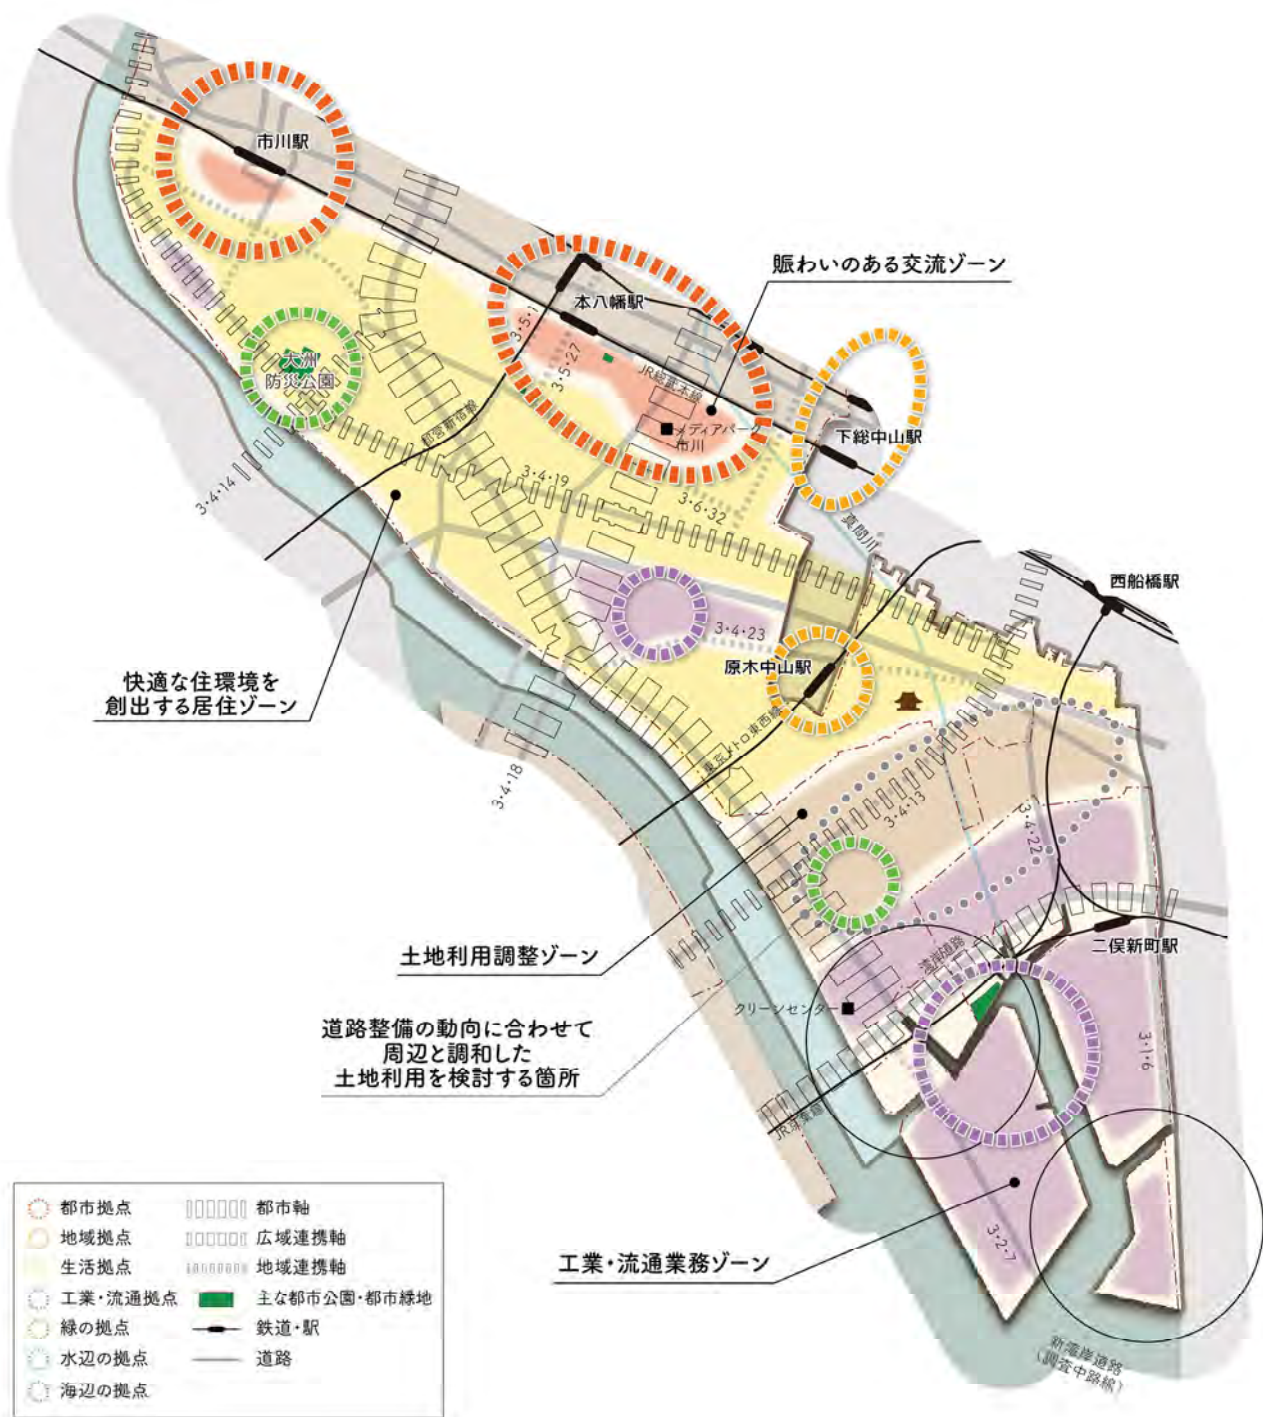 市川駅
本八幡駅
賑わいのある交流ゾーン
3・5・1
3・5・27
JR総武本線
大洲
防災公園
メディアパーク
市川
下総中山駅
都営新宿線
3・4・14
3・4・19
3・6・32
真間川
西船橋駅
3・4・23
原木中山駅
快適な住環境を
創出する居住ゾーン
東京メトロ東西線
3・4・18
3・4・13
3・4・22
土地利用調整ゾーン
湾岸道路
二俣新町駅
クリーンセンター
道路整備の動向に合わせて
周辺と調和した
土地利用を検討する箇所
3・1・6
JR京葉線
3・2・7
工業・流通業務ゾーン
新湾岸道路
(調査中路線)
都市拠点
地域拠点
生活拠点
工業・流通拠点
緑の拠点
水辺の拠点
海辺の拠点
都市軸
広域連携軸
地域連携軸
主な都市公園・都市緑地
鉄道・駅
道路